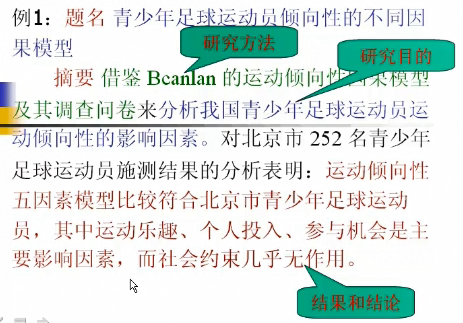 例1：题名 青少年足球运动员倾向性的不同因
果模型
研究方法
研究目的
摘要 借鉴 Bcanlan 的运动倾向性因果模型
及其调查问卷来分析我国青少年足球运动员运
动倾向性的影响因素。对北京市 252 名青少年
足球运动员施测结果的分析表明：运动倾向性
五因素模型比较符合北京市青少年足球运动
员，其中运动乐趣、个人投入、参与机会是主
要影响因素，而社会约束几乎无作用。
结果和结论